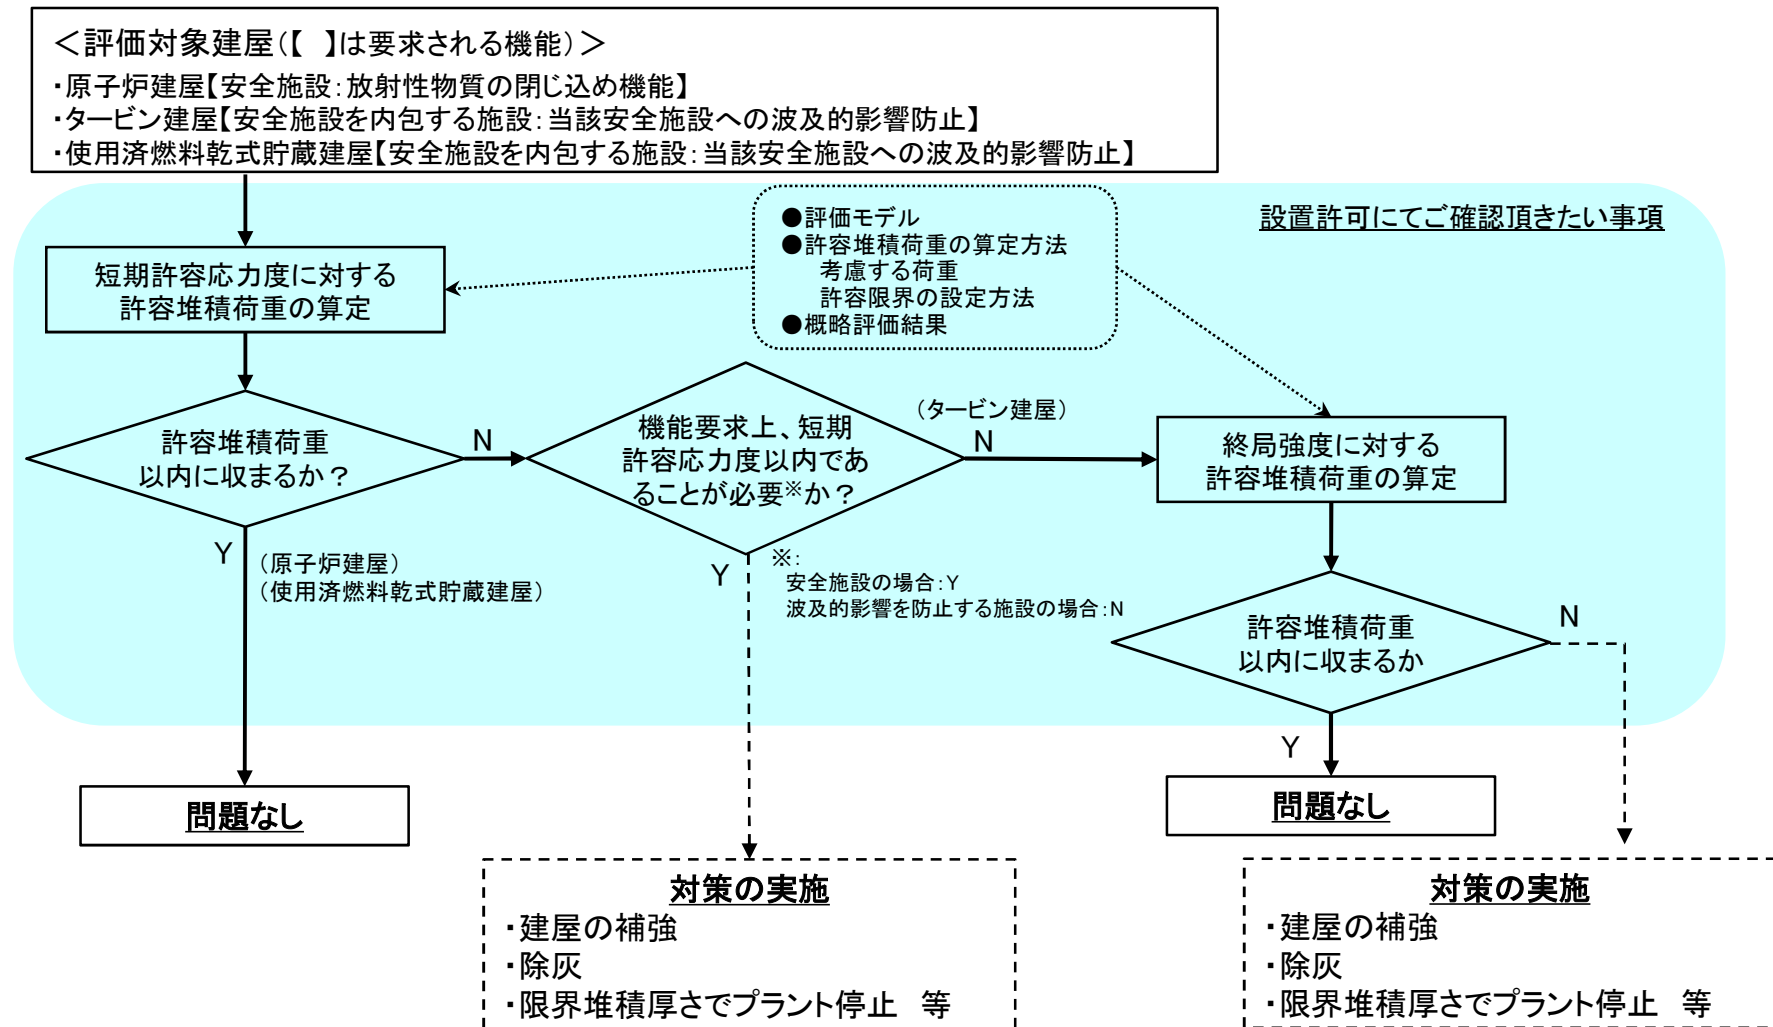 ＜評価対象建屋（【　】は要求される機能）＞
・原子炉建屋【安全施設：放射性物質の閉じ込め機能】
・タービン建屋【安全施設を内包する施設：当該安全施設への波及的影響防止】
・使用済燃料乾式貯蔵建屋【安全施設を内包する施設：当該安全施設への波及的影響防止】
設置許可にてご確認頂きたい事項
●評価モデル
●許容堆積荷重の算定方法
考慮する荷重
許容限界の設定方法
●概略評価結果
短期許容応力度に対する
許容堆積荷重の算定
許容堆積荷重
以内に収まるか？
N
機能要求上、短期
許容応力度以内であ
ることが必要※か？
（タービン建屋）
N
終局強度に対する
許容堆積荷重の算定
Y
（原子炉建屋）
（使用済燃料乾式貯蔵建屋）
Y
※：
安全施設の場合：Y
波及的影響を防止する施設の場合：N
許容堆積荷重
以内に収まるか
N
Y
問題なし
問題なし
対策の実施
・建屋の補強
・除灰
・限界堆積厚さでプラント停止　等
対策の実施
・建屋の補強
・除灰
・限界堆積厚さでプラント停止　等